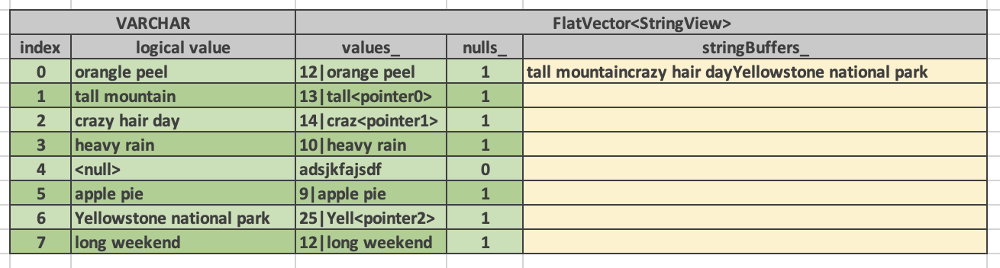 VARCHAR FlatVector<StringView>
index logical value values_ nulls_ stringBuffers_
0 orangle peel 12|orange peel 1 tall mountaincrazy hair dayYellowstone national park
1 tall mountain 13|tall<pointer0> 1
2 crazy hair day 14|craz<pointer1> 1
3 heavy rain 10|heavy rain 1
4 <null> adsjkfajsdf 0
5 apple pie 9|apple pie 1
6 Yellowstone national park 25|Yell<pointer2> 1
7 long weekend 12|long weekend 1